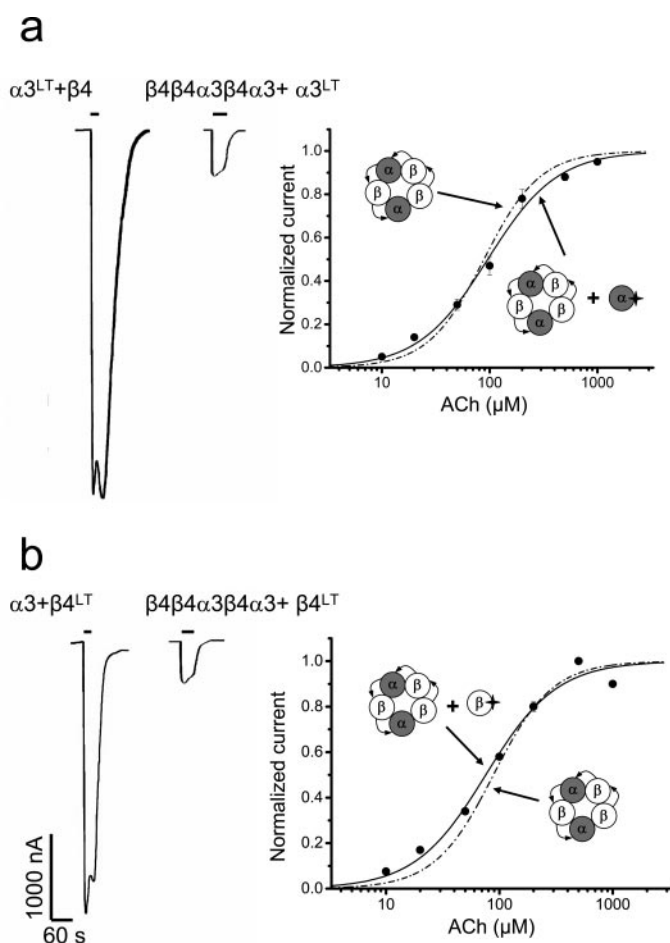 a
α3ᴸᵀ+β4 β4β4α3β4α3+ α3ᴸᵀ
Normalized current
1.0
0.8
0.6
0.4
0.2
0.0
α
β
β
β
α
α
β
β
β
α
+
α
10 100 1000
ACh (µM)
b
α3+β4ᴸᵀ β4β4α3β4α3+ β4ᴸᵀ
1000 nA
60 s
Normalized current
1.0
0.8
0.6
0.4
0.2
0.0
α
β
β
β
α
+
β
α
β
β
β
α
10 100 1000
ACh (µM)